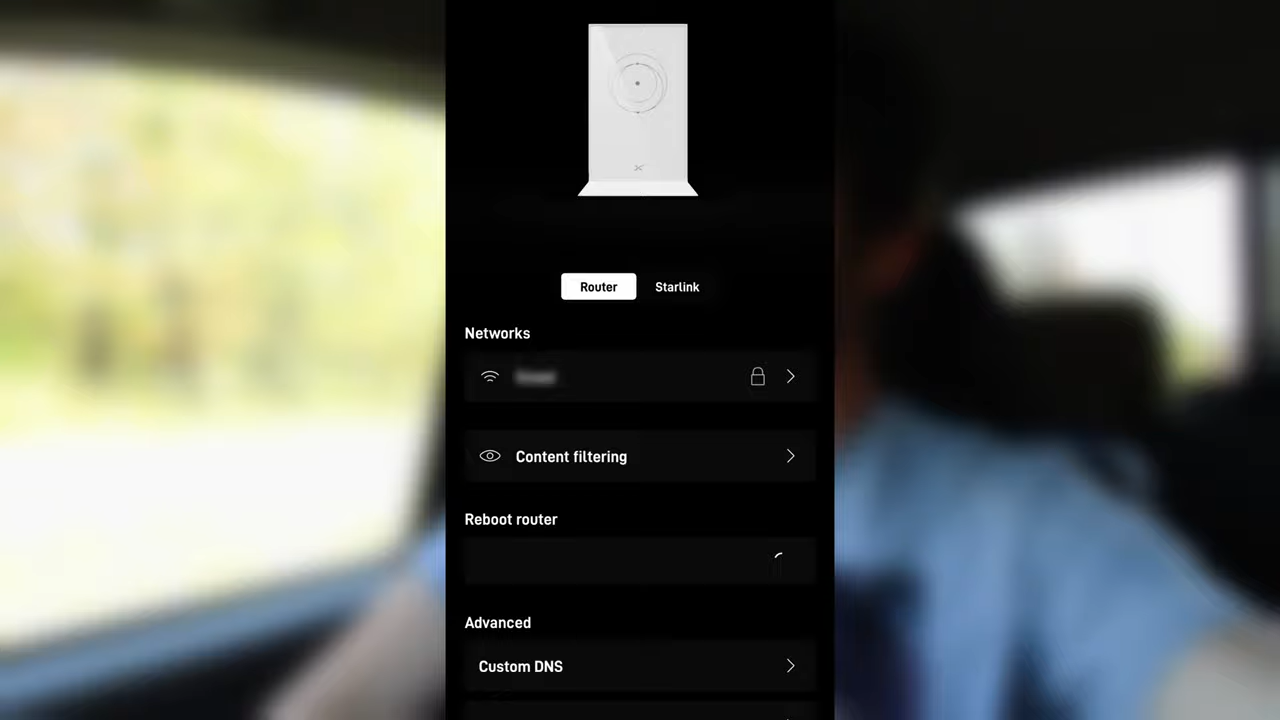 Router
Starlink
Networks
Content filtering
Reboot router
Advanced
Custom DNS